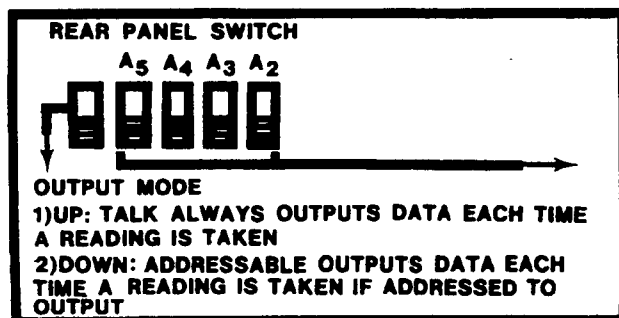 REAR PANEL SWITCH
A5 A4 A3 A2
OUTPUT MODE
1)UP: TALK ALWAYS OUTPUTS DATA EACH TIME
A READING IS TAKEN
2)DOWN: ADDRESSABLE OUTPUTS DATA EACH
TIME A READING IS TAKEN IF ADDRESSED TO
OUTPUT